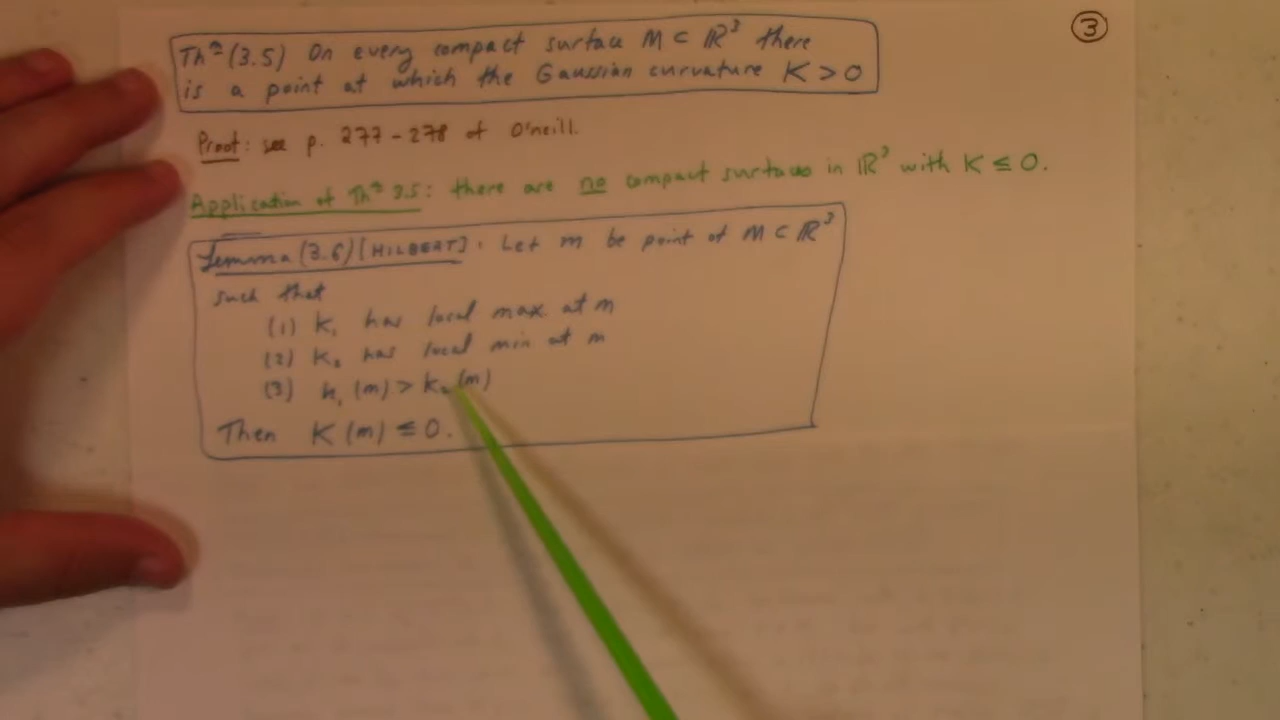 ③
Thᵐ (3.5) On every compact surface M ⊂ ℝ³ there
is a point at which the Gaussian curvature K > 0
Proof: see p. 277-278 of O'neill.
Application of Thᵐ 3.5: there are no compact surfaces in ℝ³ with K ≤ 0.
Lemma (3.6) [HILBERT]: Let m be point of M ⊂ ℝ³
such that
(1) k₁ has local max at m
(2) k₂ has local min at m
(3) k₁(m) > k₂(m)
Then K(m) ≤ 0.